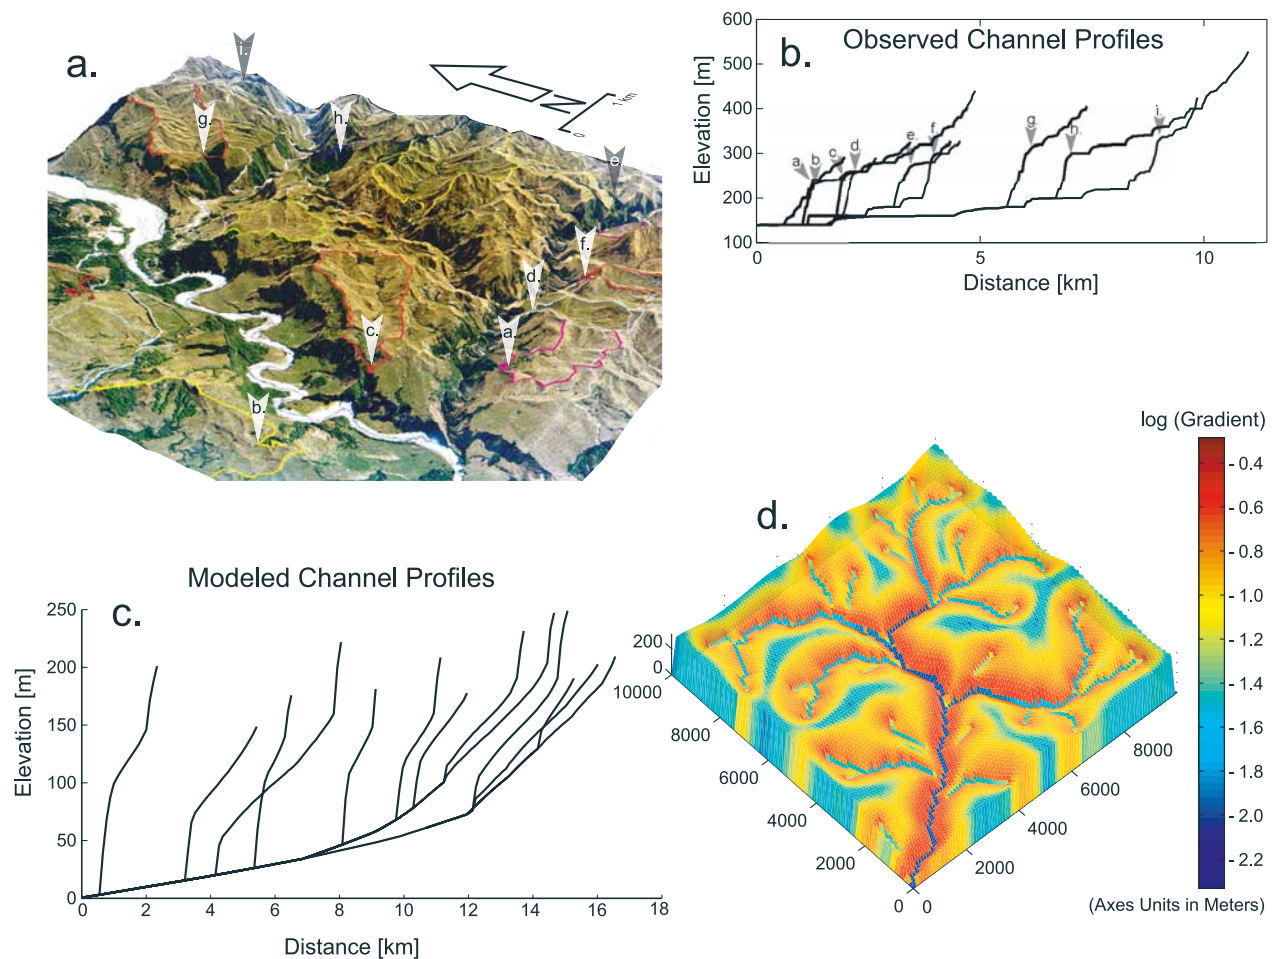 a.
i.
g.
h.
e.
f.
d.
c.
a.
b.
N
0
1 km
b.
Observed Channel Profiles
Elevation [m]
600
500
400
300
200
100
a.
b
c
d.
e.
f.
g.
h.
i.
0
5
10
Distance [km]
Modeled Channel Profiles
c.
Elevation [m]
250
200
150
100
50
0
0
2
4
6
8
10
12
14
16
18
Distance [km]
d.
log (Gradient)
- 0.4
- 0.6
- 0.8
- 1.0
- 1.2
- 1.4
- 1.6
- 1.8
- 2.0
- 2.2
200
0
10000
8000
6000
4000
2000
0
0
2000
4000
6000
8000
(Axes Units in Meters)